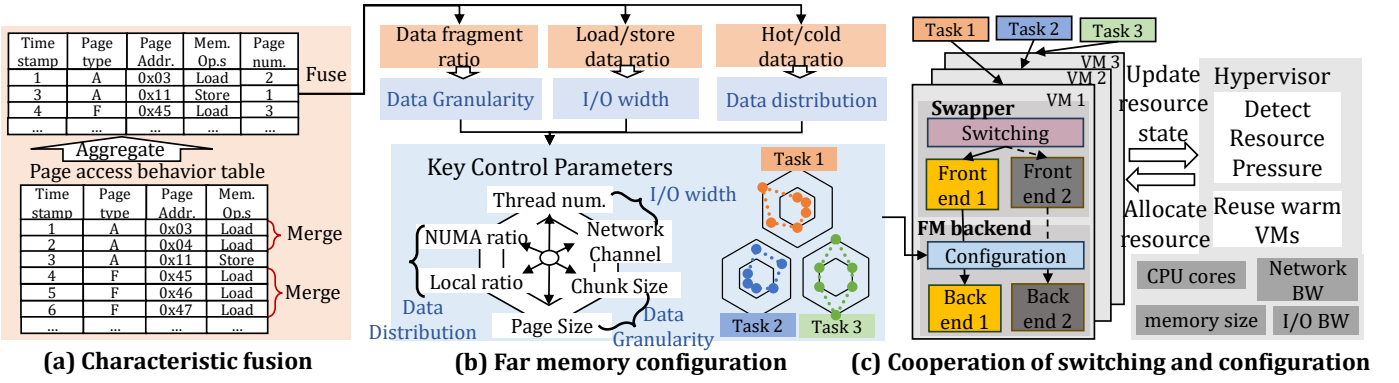 Time stamp | Page type | Page Addr. | Mem. Op.s | Page num.
1 | A | 0x03 | Load | 2
3 | A | 0x11 | Store | 1
4 | F | 0x45 | Load | 3
... | ... | ... | ... | ...
Fuse
Aggregate
Page access behavior table
Time stamp | Page type | Page Addr. | Mem. Op.s
1 | A | 0x03 | Load
2 | A | 0x04 | Load
3 | A | 0x11 | Store
4 | F | 0x45 | Load
5 | F | 0x46 | Load
6 | F | 0x47 | Load
... | ... | ... | ...
Merge
Merge
(a) Characteristic fusion
Data fragment
ratio
Load/store
data ratio
Hot/cold
data ratio
Data Granularity
I/O width
Data distribution
Key Control Parameters
Thread num.
I/O width
NUMA ratio
Network
Channel
Local ratio
Chunk Size
Data
Distribution
Page Size
Data
Granularity
Task 1
Task 2
Task 3
(b) Far memory configuration
Task 1
Task 2
Task 3
VM 3
VM 2
VM 1
Swapper
Switching
Front
end 1
Front
end 2
FM backend
Configuration
Back
end 1
Back
end 2
Update
resource
state
Allocate
resource
Hypervisor
Detect
Resource
Pressure
Reuse warm
VMs
CPU cores
Network
BW
memory size
I/O BW
(c) Cooperation of switching and configuration